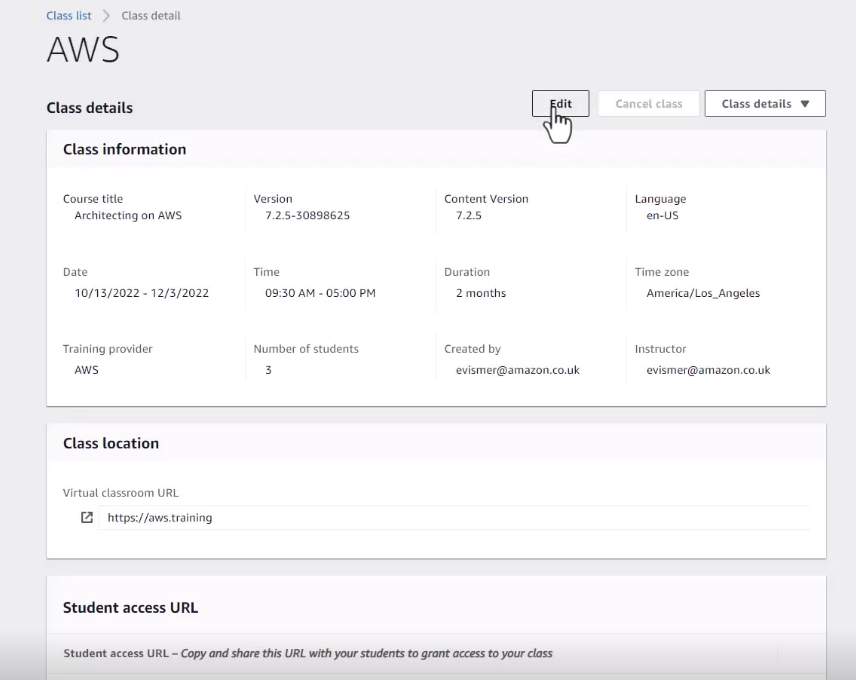 Class list > Class detail
AWS
Class details
Edit
Cancel class
Class details ▼
Class information
Course title
Architecting on AWS
Version
7.2.5-30898625
Content Version
7.2.5
Language
en-US
Date
10/13/2022 - 12/3/2022
Time
09:30 AM - 05:00 PM
Duration
2 months
Time zone
America/Los_Angeles
Training provider
AWS
Number of students
3
Created by
evismer@amazon.co.uk
Instructor
evismer@amazon.co.uk
Class location
Virtual classroom URL
https://aws.training
Student access URL
Student access URL – Copy and share this URL with your students to grant access to your class